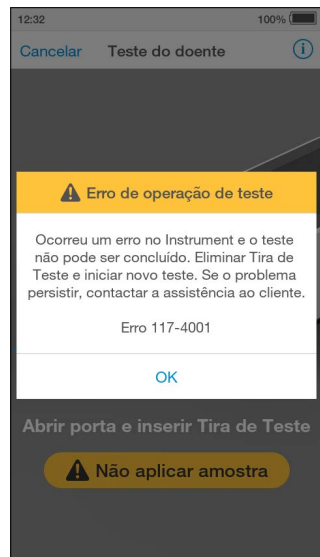 12:32 100%
Cancelar Teste do doente i
Erro de operação de teste
Ocorreu um erro no Instrument e o teste
não pode ser concluído. Eliminar Tira de
Teste e iniciar novo teste. Se o problema
persistir, contactar a assistência ao cliente.
Erro 117-4001
OK
Abrir porta e inserir Tira de Teste
Não aplicar amostra